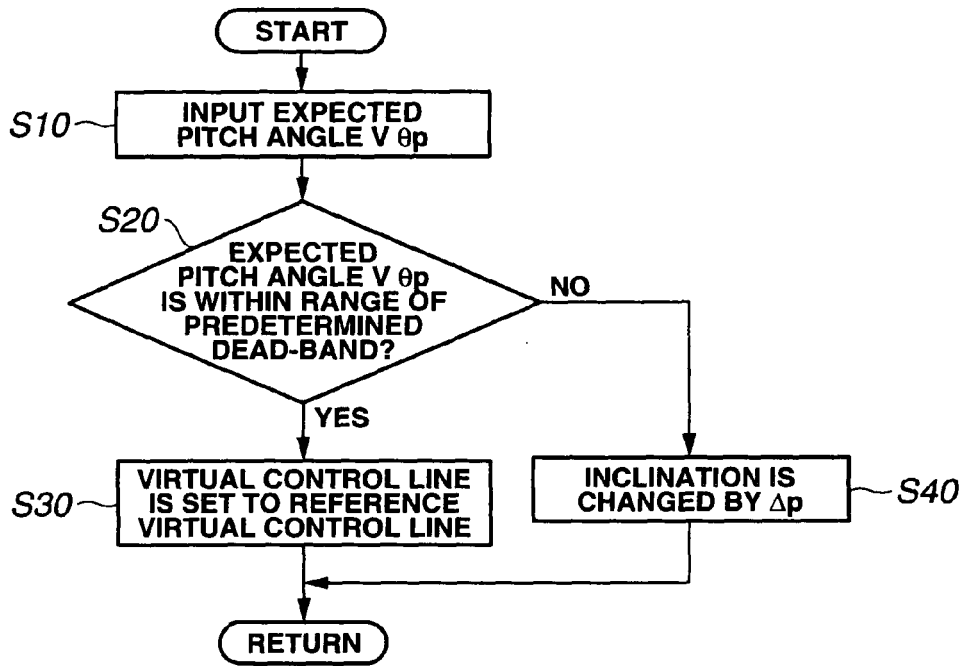 START
S10
INPUT EXPECTED
PITCH ANGLE V θp
S20
EXPECTED
PITCH ANGLE V θp
IS WITHIN RANGE OF
PREDETERMINED
DEAD-BAND?
NO
YES
S30
VIRTUAL CONTROL LINE
IS SET TO REFERENCE
VIRTUAL CONTROL LINE
INCLINATION IS
CHANGED BY Δp
S40
RETURN